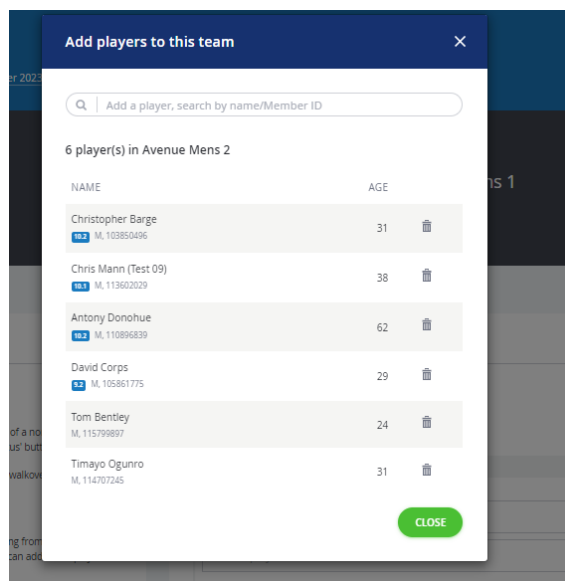 Add players to this team
er 2023
Add a player, search by name/Member ID
6 player(s) in Avenue Mens 2
ns 1
NAME AGE
Christopher Barge
10.2 M, 103850496 31
Chris Mann (Test 09)
10.1 M, 113602029 38
Antony Donohue
10.2 M, 110896839 62
David Corps
9.2 M, 105861775 29
Tom Bentley
M, 115799897 24
of a no
us' butt
Timayo Ogunro
M, 114707245 31
walkove
CLOSE
ng from
can add